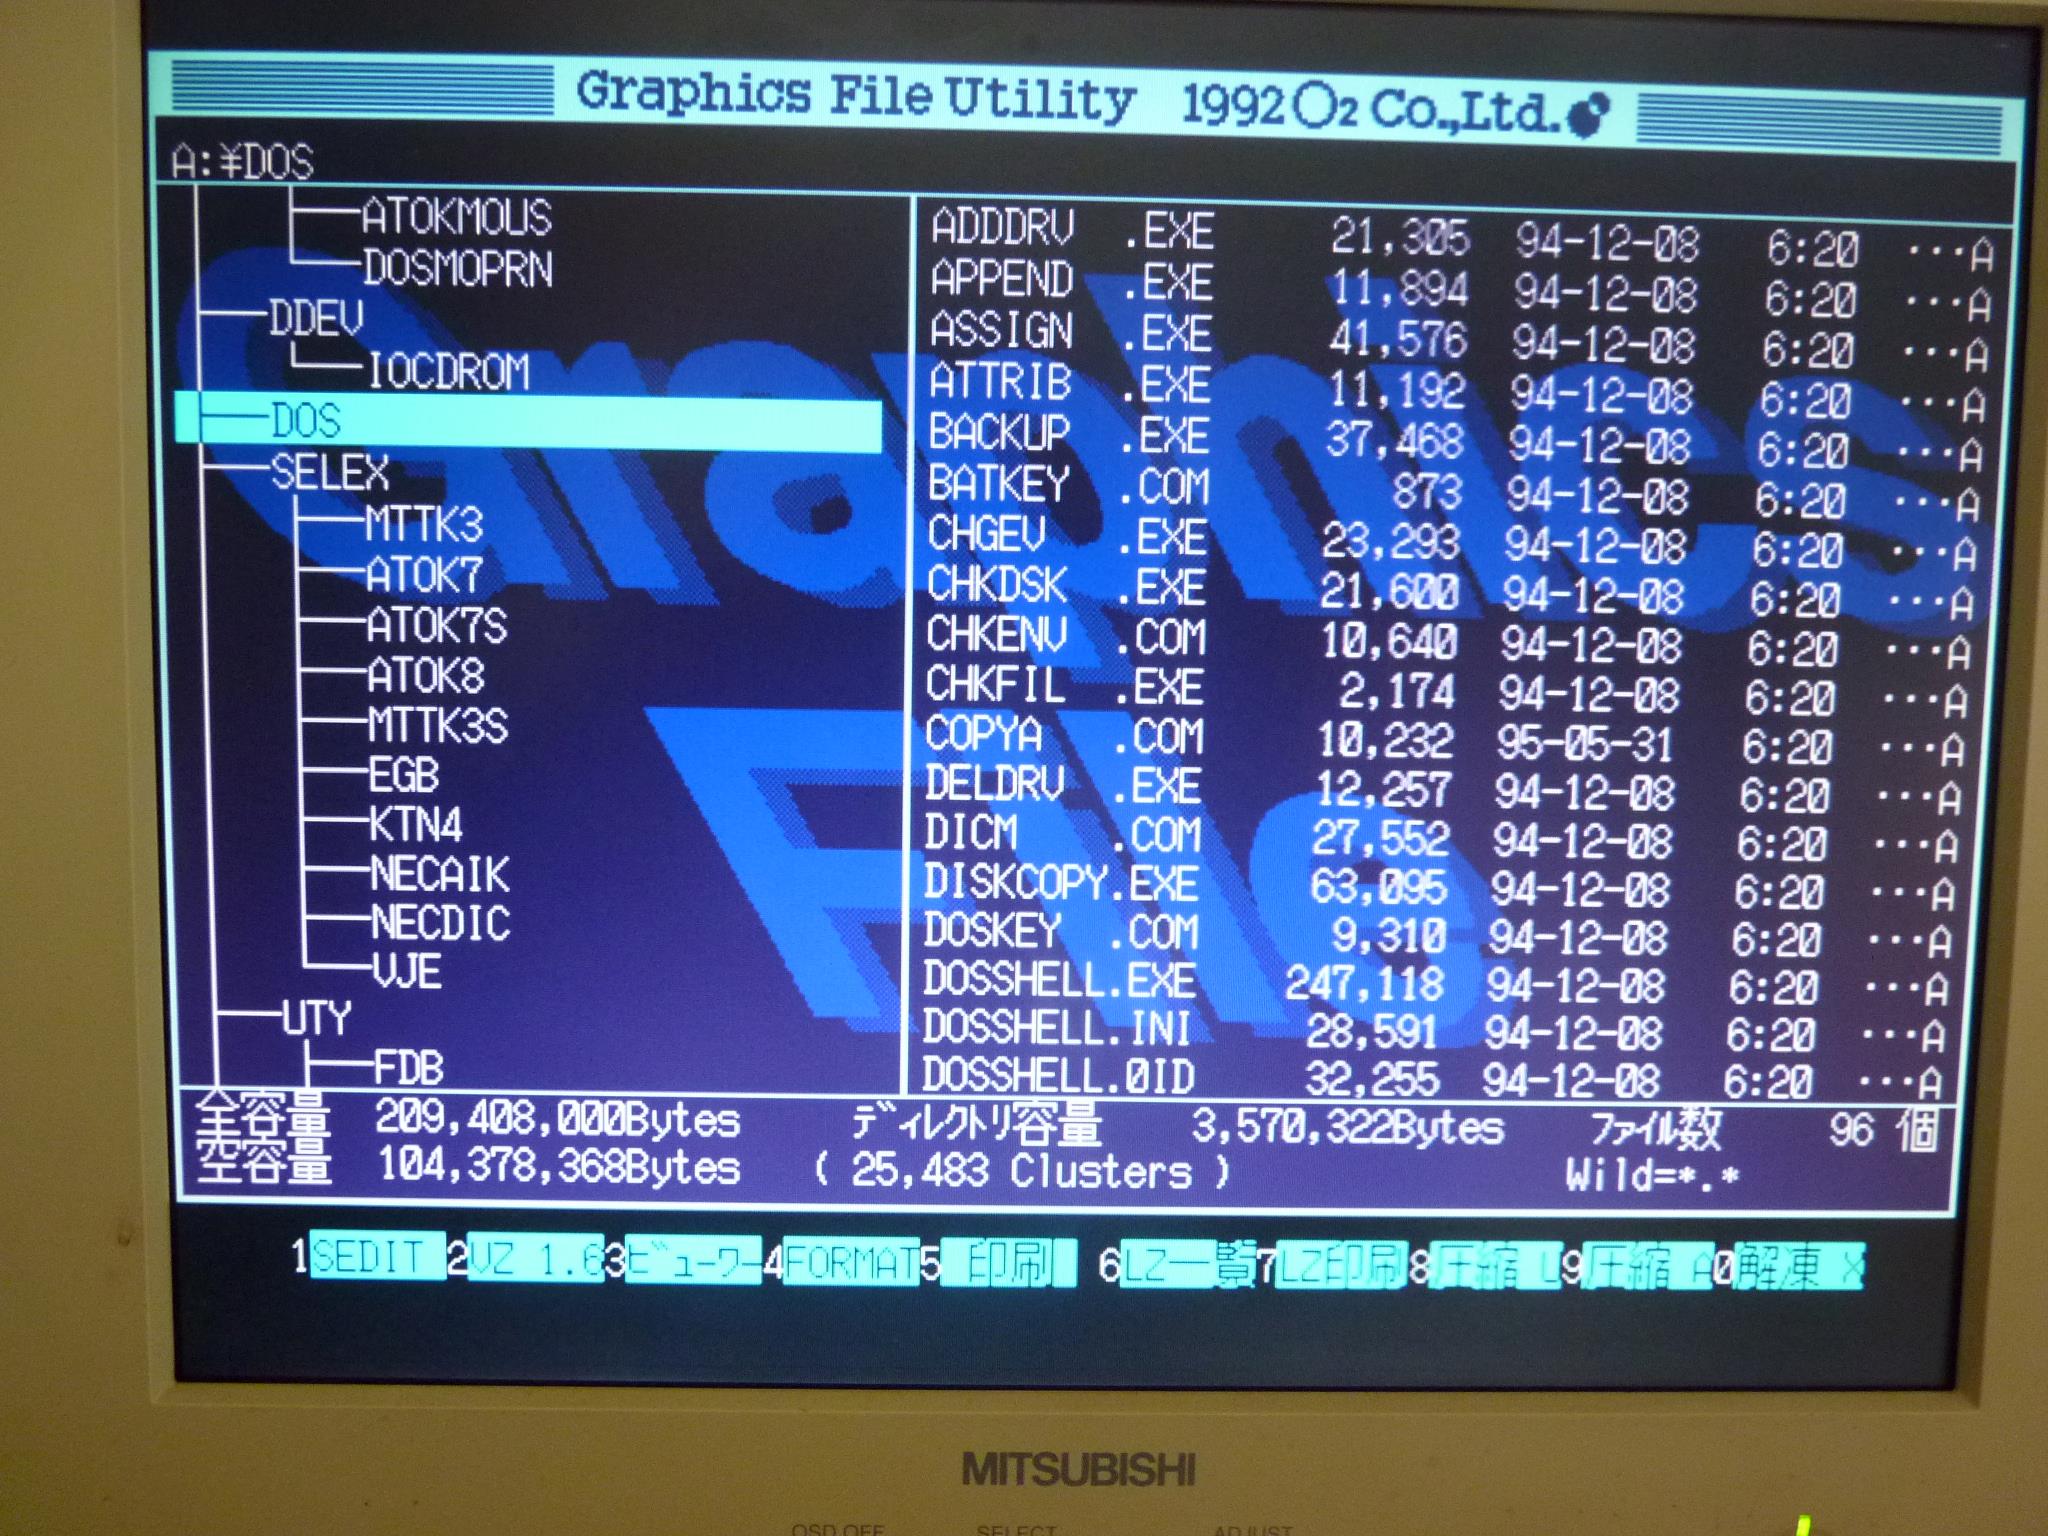 Graphics File Utility 1992 O2 Co.,Ltd.
A:¥DOS
ATOKMOUS
DOSMOPRN
DDEV
IOCDROM
DOS
SELEX
MTTK3
ATOK7
ATOK7S
ATOK8
MTTK3S
EGB
KTN4
NECAIK
NECDIC
VJE
UTY
FDB
ADDDRV .EXE 21,305 94-12-08 6:20 ···A
APPEND .EXE 11,894 94-12-08 6:20 ···A
ASSIGN .EXE 41,576 94-12-08 6:20 ···A
ATTRIB .EXE 11,192 94-12-08 6:20 ···A
BACKUP .EXE 37,468 94-12-08 6:20 ···A
BATKEY .COM 873 94-12-08 6:20 ···A
CHGEV .EXE 23,293 94-12-08 6:20 ···A
CHKDSK .EXE 21,600 94-12-08 6:20 ···A
CHKENV .COM 10,640 94-12-08 6:20 ···A
CHKFIL .EXE 2,174 94-12-08 6:20 ···A
COPYA .COM 10,232 95-05-31 6:20 ···A
DELDRV .EXE 12,257 94-12-08 6:20 ···A
DICM .COM 27,552 94-12-08 6:20 ···A
DISKCOPY.EXE 63,095 94-12-08 6:20 ···A
DOSKEY .COM 9,310 94-12-08 6:20 ···A
DOSSHELL.EXE 247,118 94-12-08 6:20 ···A
DOSSHELL.INI 28,591 94-12-08 6:20 ···A
DOSSHELL.0ID 32,255 94-12-08 6:20 ···A
Graphics
File
全容量 209,408,000Bytes ﾃﾞｨﾚｸﾄﾘ容量 3,570,322Bytes ﾌｧｲﾙ数 96 個
空容量 104,378,368Bytes ( 25,483 Clusters ) Wild=*.*
1 SEDIT 2 VZ 1.6 3 ﾋﾞｭｰﾜｰ 4 FORMAT 5 印刷 6 LZ一覧 7 LZ印刷 8 圧縮 U 9 圧縮 A 0 解凍 X
MITSUBISHI
OSD OFF SELECT ADJUST